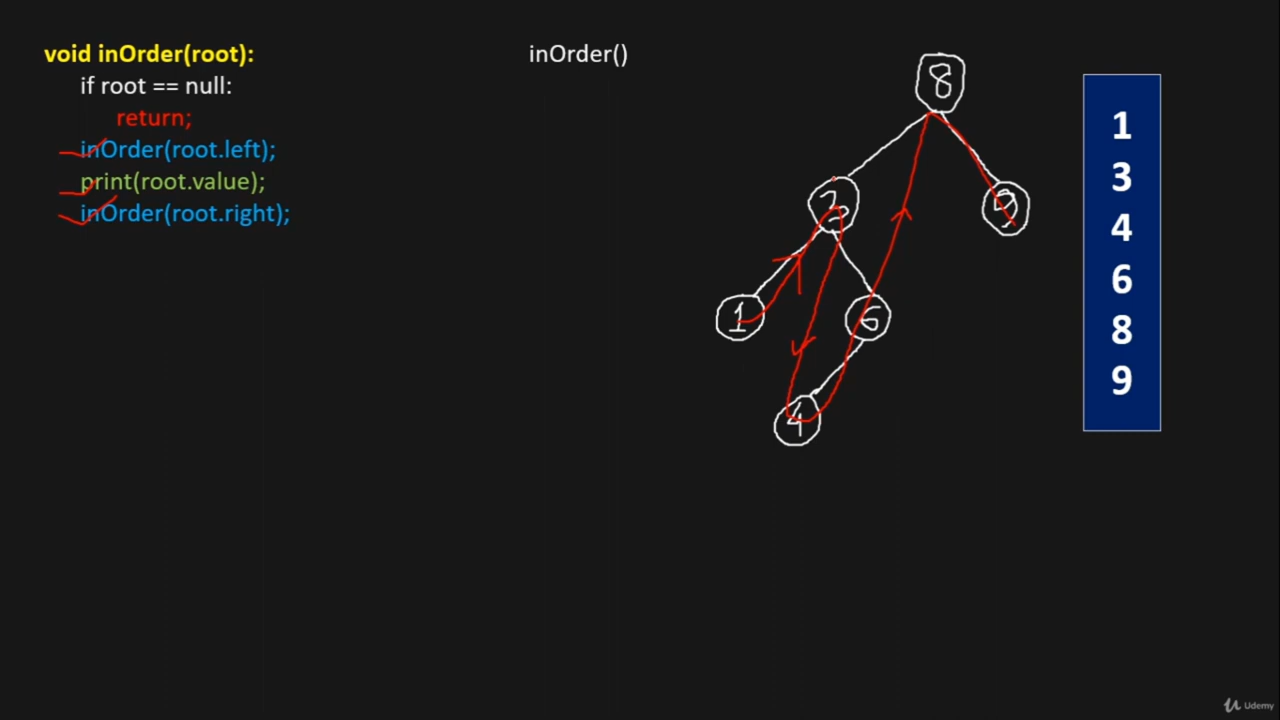 void inOrder(root):
if root == null:
return;
inOrder(root.left);
print(root.value);
inOrder(root.right);
inOrder()
8
3
9
1
6
4
1
3
4
6
8
9
Udemy